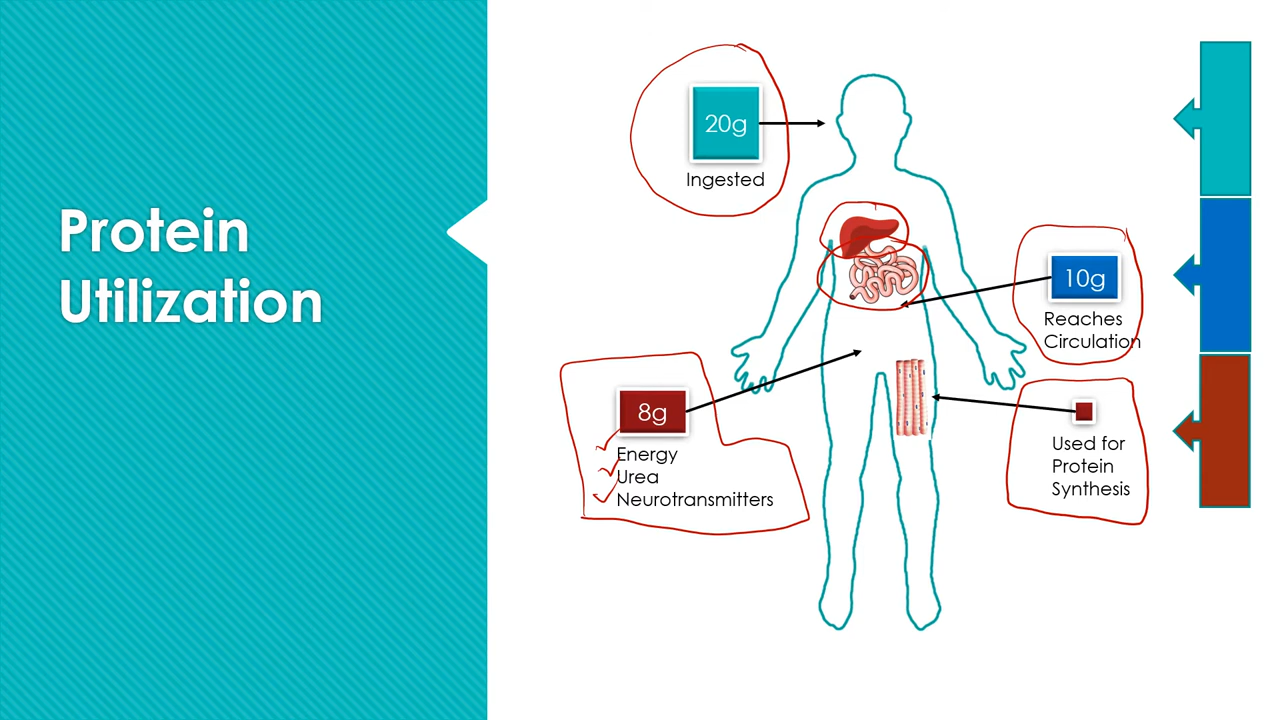 Protein
Utilization
20g
Ingested
10g
Reaches
Circulation
8g
Energy
Urea
Neurotransmitters
Used for
Protein
Synthesis